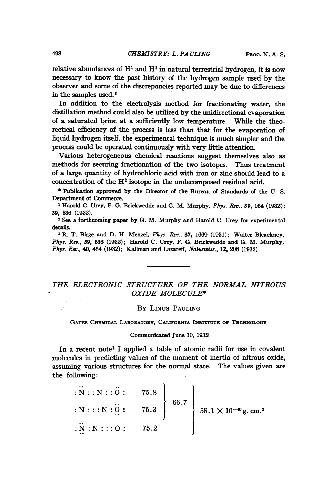 498 CHEMISTRY: L. PAULING PROC. N. A. S.
relative abundances of H¹ and H² in natural terrestrial hydrogen, it is now
necessary to know the past history of the hydrogen sample used by the
observer and some of the discrepancies reported may be due to differences
in the samples used.³
In addition to the electrolysis method for fractionating water, the
distillation method could also be utilized by the unidirectional evaporation
of a saturated brine at a sufficiently low temperature. While the theo-
rectical efficiency of the process is less than that for the evaporation of
liquid hydrogen itself, the experimental technique is much simpler and the
process could be operated continuously with very little attention.
Various heterogeneous chemical reactions suggest themselves also as
methods for securing fractionation of the two isotopes. Thus treatment
of a large quantity of hydrochloric acid with iron or zinc should lead to a
concentration of the H² isotope in the undecomposed residual acid.
* Publication approved by the Director of the Bureau of Standards of the U. S.
Department of Commerce.
¹ Harold C. Urey, F. G. Brickwedde and G. M. Murphy, Phys. Rev., 39, 164 (1932);
39, 854 (1932).
² See a forthcoming paper by G. M. Murphy and Harold C. Urey for experimental
details.
³ R. T. Birge and D. H. Menzel, Phys. Rev., 37, 1669 (1931); Walter Bleakney,
Phys. Rev., 39, 536 (1932); Harold C. Urey, F. G. Brickwedde and G. M. Murphy,
Phys. Rev., 40, 464 (1932); Kallman and Lasareff, Naturwiss., 12, 206 (1932).
THE ELECTRONIC STRUCTURE OF THE NORMAL NITROUS
OXIDE MOLECULE*
BY LINUS PAULING
GATES CHEMICAL LABORATORY, CALIFORNIA INSTITUTE OF TECHNOLOGY
Communicated June 10, 1932
In a recent note¹ I applied a table of atomic radii for use in covalent
molecules in predicting values of the moment of inertia of nitrous oxide,
assuming various structures for the normal state. The values given are
the following:
:N::N::O: 75.8
66.7
:N:::N:O: 75.2
59.1 × 10⁻⁴⁰ g. cm.²
:N:N:::O: 75.2